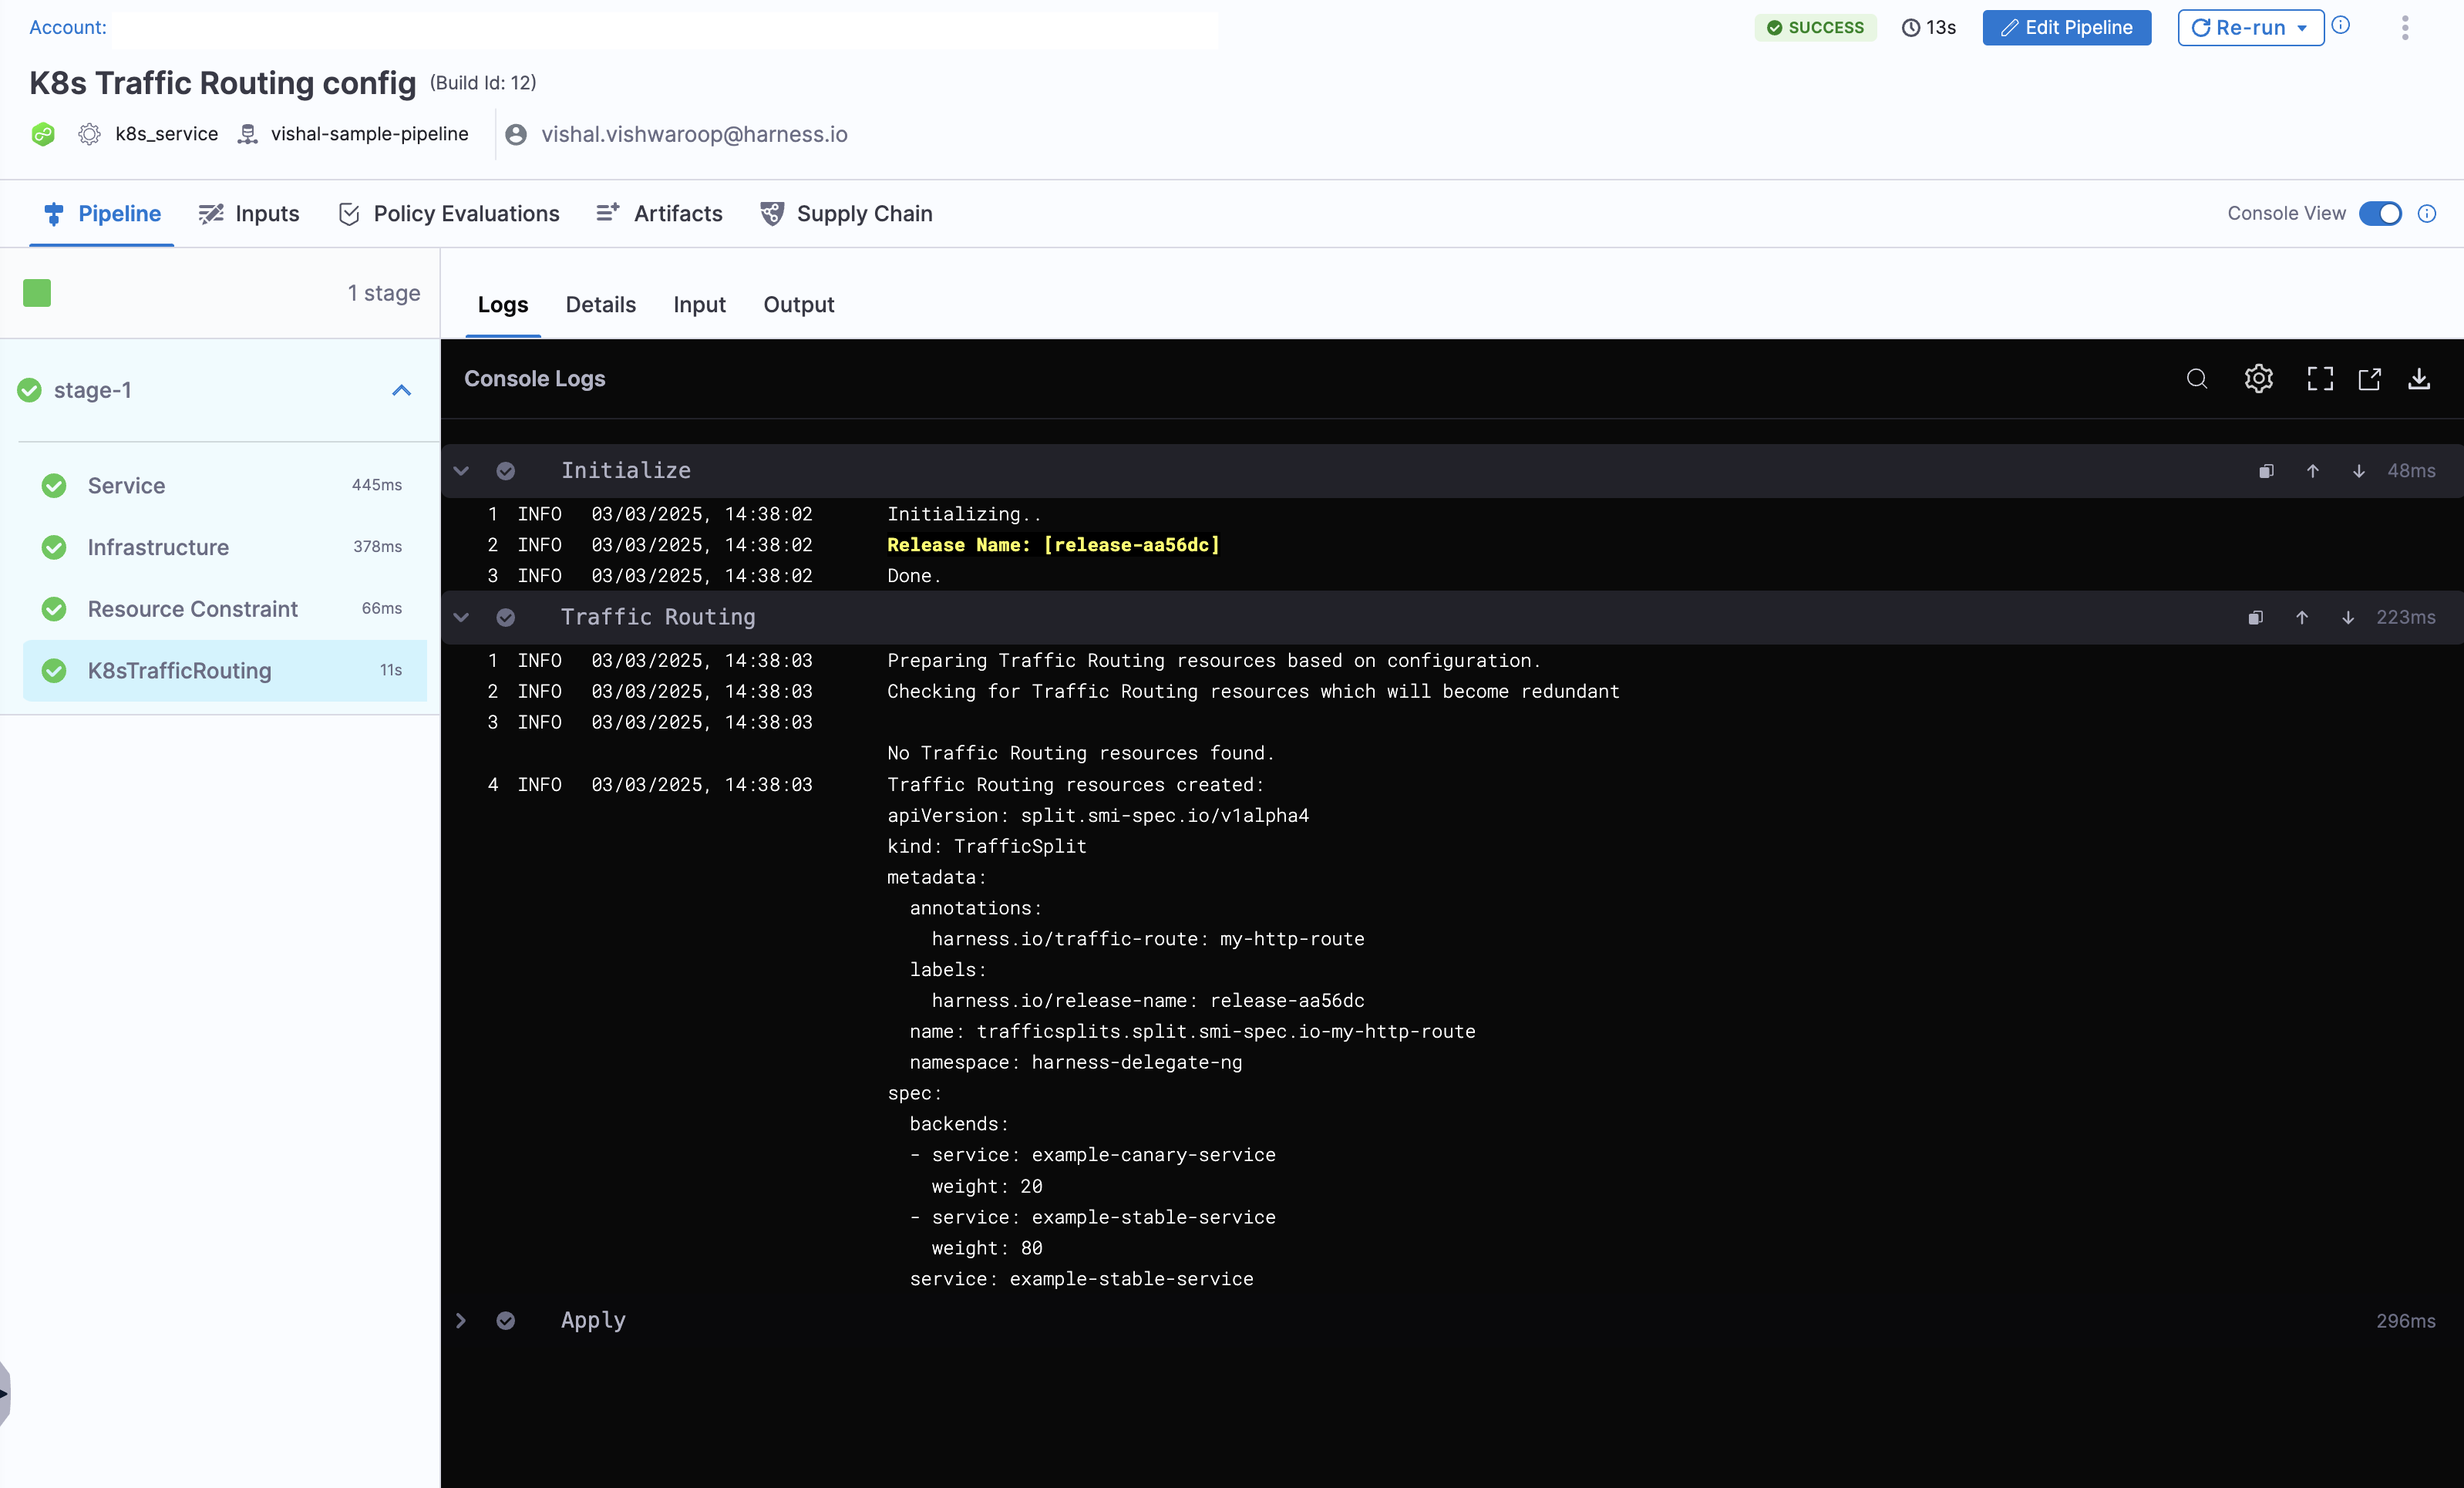 Account:
SUCCESS 13s Edit Pipeline Re-run
K8s Traffic Routing config (Build Id: 12)
k8s_service vishal-sample-pipeline vishal.vishwaroop@harness.io
Pipeline Inputs Policy Evaluations Artifacts Supply Chain Console View
1 stage
stage-1
Service 445ms
Infrastructure 378ms
Resource Constraint 66ms
K8sTrafficRouting 11s
Logs Details Input Output
Console Logs
Initialize 48ms
1 INFO 03/03/2025, 14:38:02 Initializing..
2 INFO 03/03/2025, 14:38:02 Release Name: [release-aa56dc]
3 INFO 03/03/2025, 14:38:02 Done.
Traffic Routing 223ms
1 INFO 03/03/2025, 14:38:03 Preparing Traffic Routing resources based on configuration.
2 INFO 03/03/2025, 14:38:03 Checking for Traffic Routing resources which will become redundant
3 INFO 03/03/2025, 14:38:03
No Traffic Routing resources found.
4 INFO 03/03/2025, 14:38:03 Traffic Routing resources created:
apiVersion: split.smi-spec.io/v1alpha4
kind: TrafficSplit
metadata:
annotations:
harness.io/traffic-route: my-http-route
labels:
harness.io/release-name: release-aa56dc
name: trafficsplits.split.smi-spec.io-my-http-route
namespace: harness-delegate-ng
spec:
backends:
- service: example-canary-service
weight: 20
- service: example-stable-service
weight: 80
service: example-stable-service
Apply 296ms